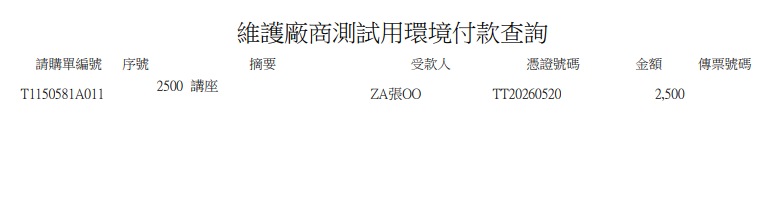 維護廠商測試用環境付款查詢
請購單編號 序號 摘要 受款人 憑證號碼 金額 傳票號碼
T1150581A011 2500 講座 ZA張OO TT20260520 2,500